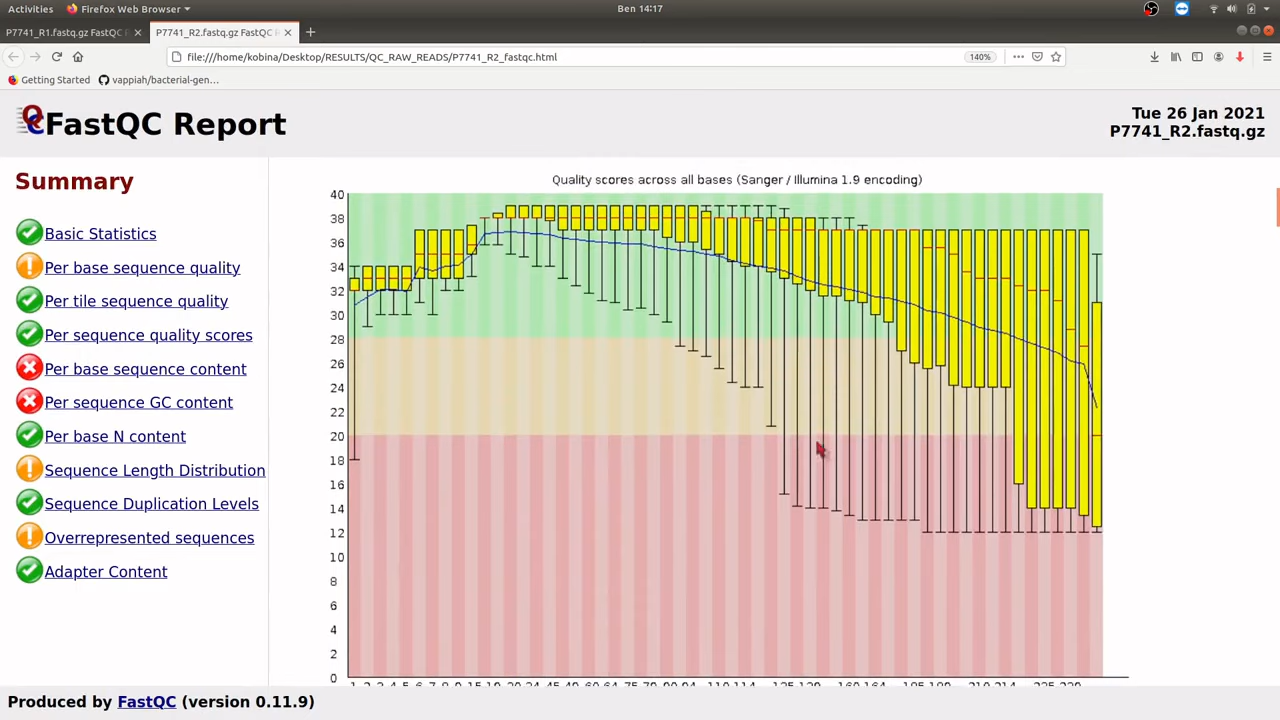 Activities Firefox Web Browser Ben 14:17
P7741_R1.fastq.gz FastQC P7741_R2.fastq.gz FastQC
file:///home/kobina/Desktop/RESULTS/QC_RAW_READS/P7741_R2_fastqc.html 140%
Getting Started vappiah/bacterial-gen...
FastQC Report
Tue 26 Jan 2021
P7741_R2.fastq.gz
Summary
Basic Statistics
Per base sequence quality
Per tile sequence quality
Per sequence quality scores
Per base sequence content
Per sequence GC content
Per base N content
Sequence Length Distribution
Sequence Duplication Levels
Overrepresented sequences
Adapter Content
Quality scores across all bases (Sanger / Illumina 1.9 encoding)
40
38
36
34
32
30
28
26
24
22
20
18
16
14
12
10
8
6
4
2
0
Produced by FastQC (version 0.11.9)